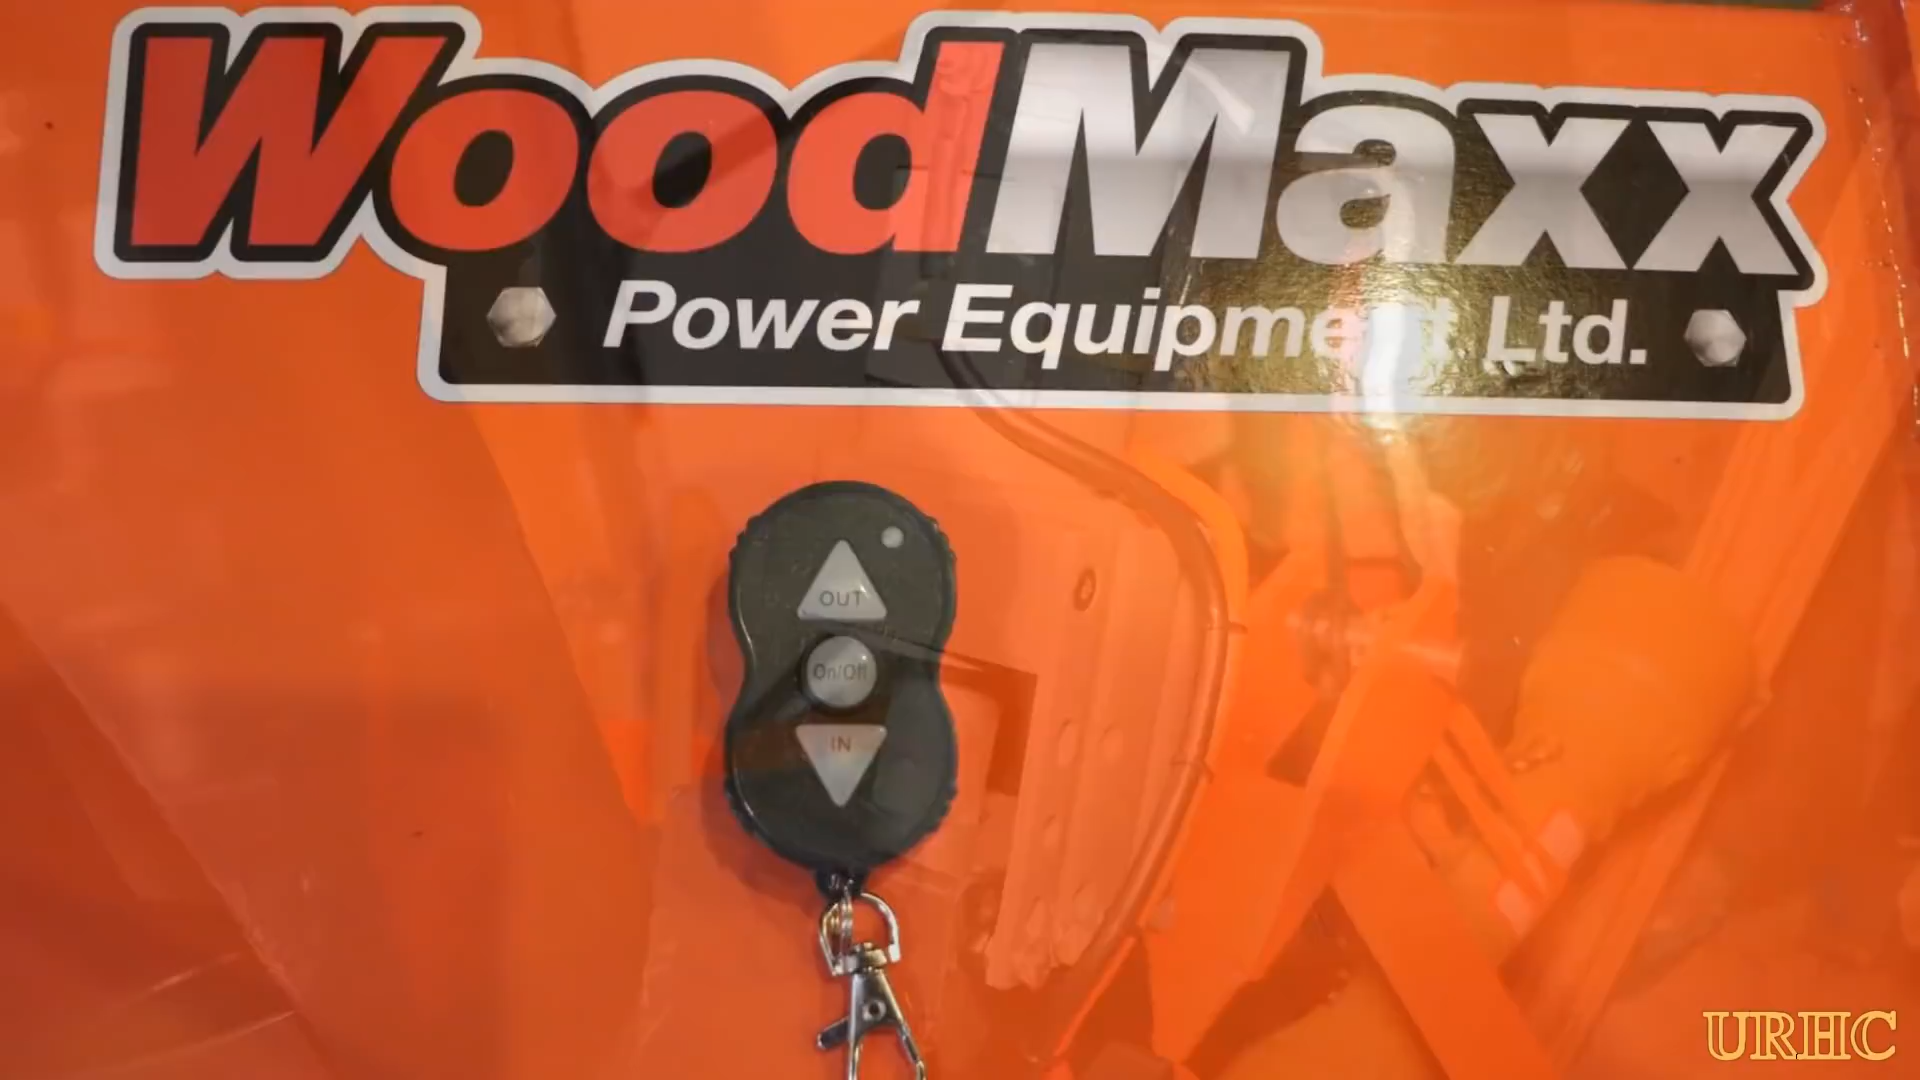 WoodMaxx
Power Equipment Ltd.
OUT
On/Off
IN
URHC